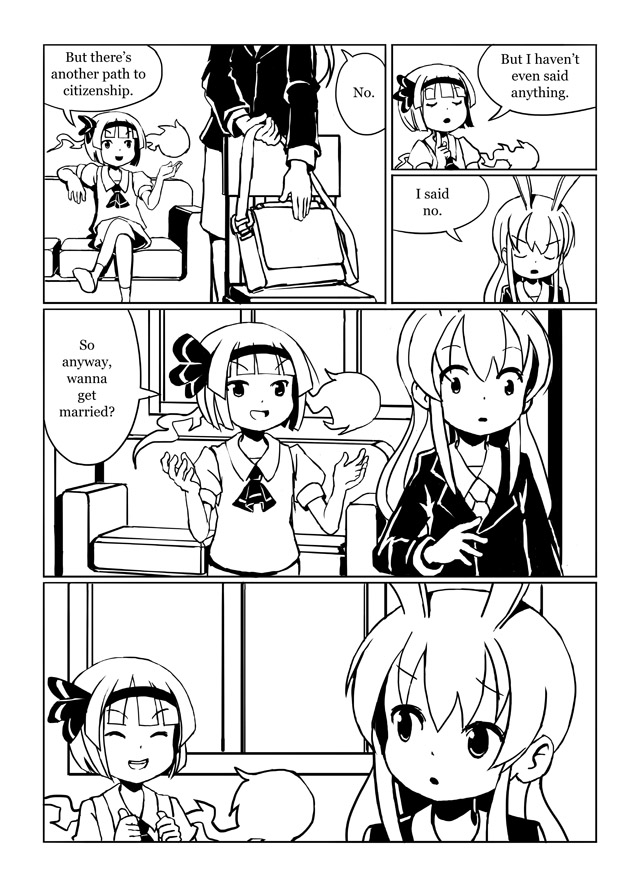 But there's
another path to
citizenship.
No.
But I haven't
even said
anything.
I said
no.
So
anyway,
wanna
get
married?